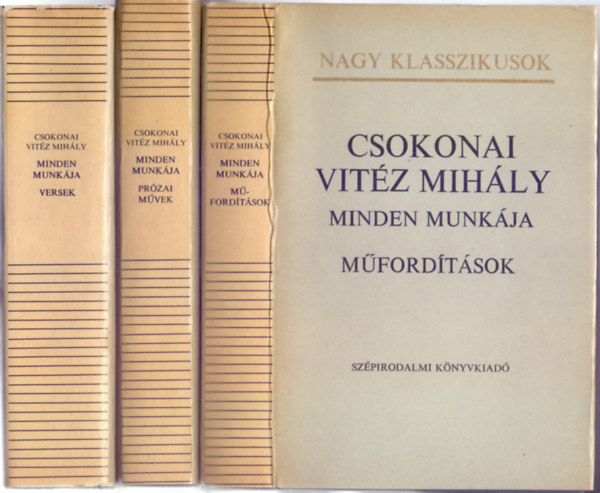 CSOKONAI
VITÉZ MIHÁLY
MINDEN
MUNKÁJA
VERSEK
CSOKONAI
VITÉZ MIHÁLY
MINDEN
MUNKÁJA
PRÓZAI
MŰVEK
CSOKONAI
VITÉZ MIHÁLY
MINDEN
MUNKÁJA
MŰ-
FORDÍTÁSOK
NAGY KLASSZIKUSOK
CSOKONAI
VITÉZ MIHÁLY
MINDEN MUNKÁJA
MŰFORDÍTÁSOK
SZÉPIRODALMI KÖNYVKIADÓ